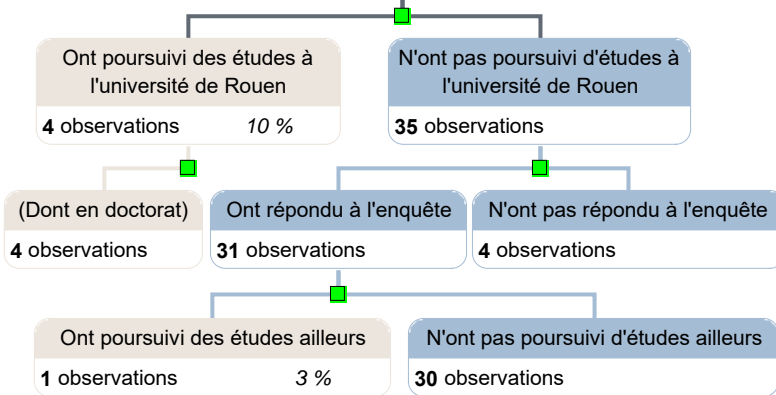 Ont poursuivi des études à
l'université de Rouen
4 observations 10 %
N'ont pas poursuivi d'études à
l'université de Rouen
35 observations
(Dont en doctorat)
4 observations
Ont répondu à l'enquête
31 observations
N'ont pas répondu à l'enquête
4 observations
Ont poursuivi des études ailleurs
1 observations 3 %
N'ont pas poursuivi d'études ailleurs
30 observations